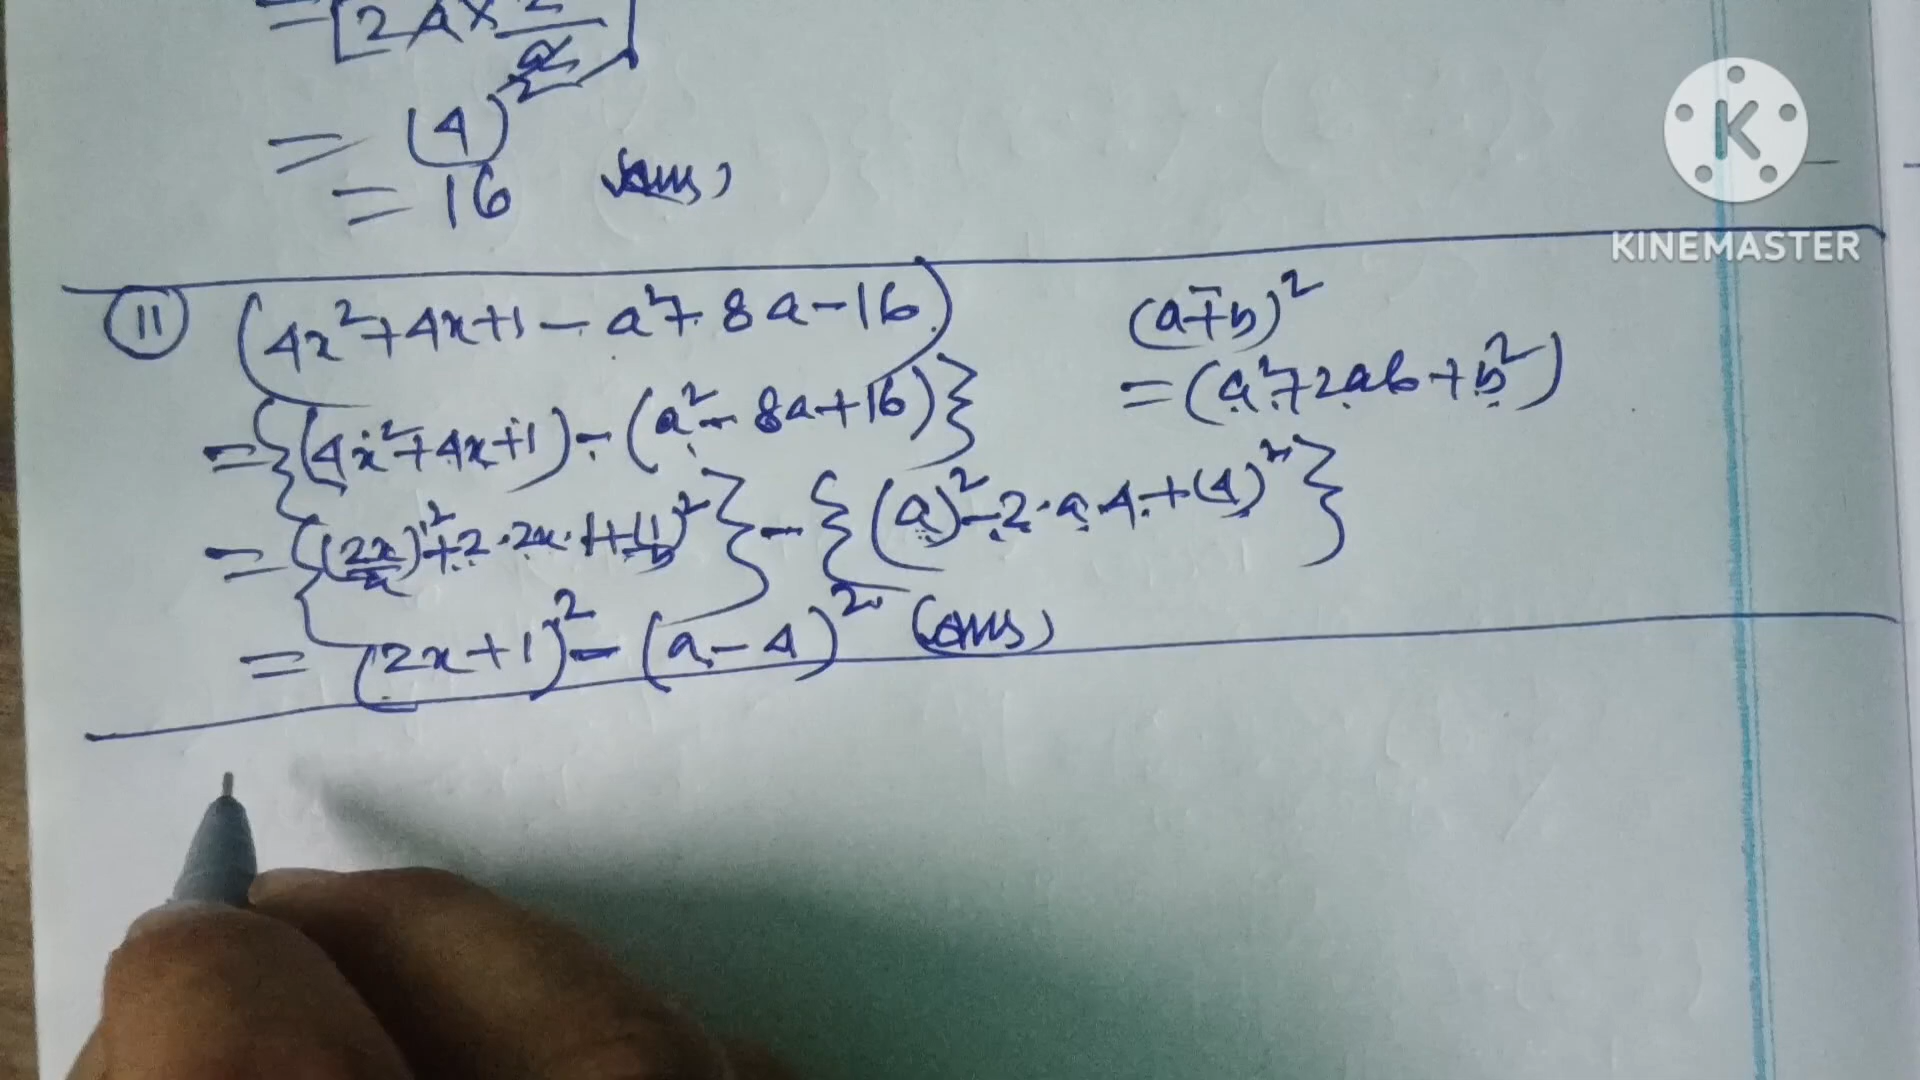 = [2A×2/a]²
= (4)²
= 16 (ans)
K
KINEMASTER
(11) (4x²+4x+1-a²+8a-16)
(a+b)²
=(a²+2ab+b²)
={(4x²+4x+1)-(a²-8a+16)}
={(2x)²+2·2x·1+(1)²}-{(a)²-2·a·4+(4)²}
= (2x+1)²-(a-4)² (ans)